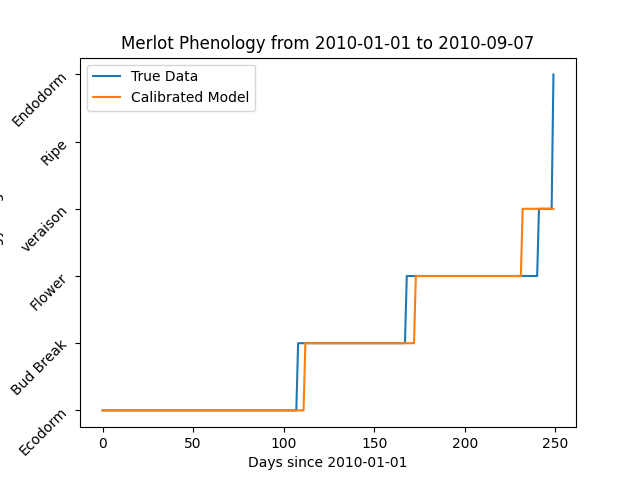 Merlot Phenology from 2010-01-01 to 2010-09-07
True Data
Calibrated Model
Endodorm
Ripe
veraison
Flower
Bud Break
Ecodorm
0 50 100 150 200 250
Days since 2010-01-01